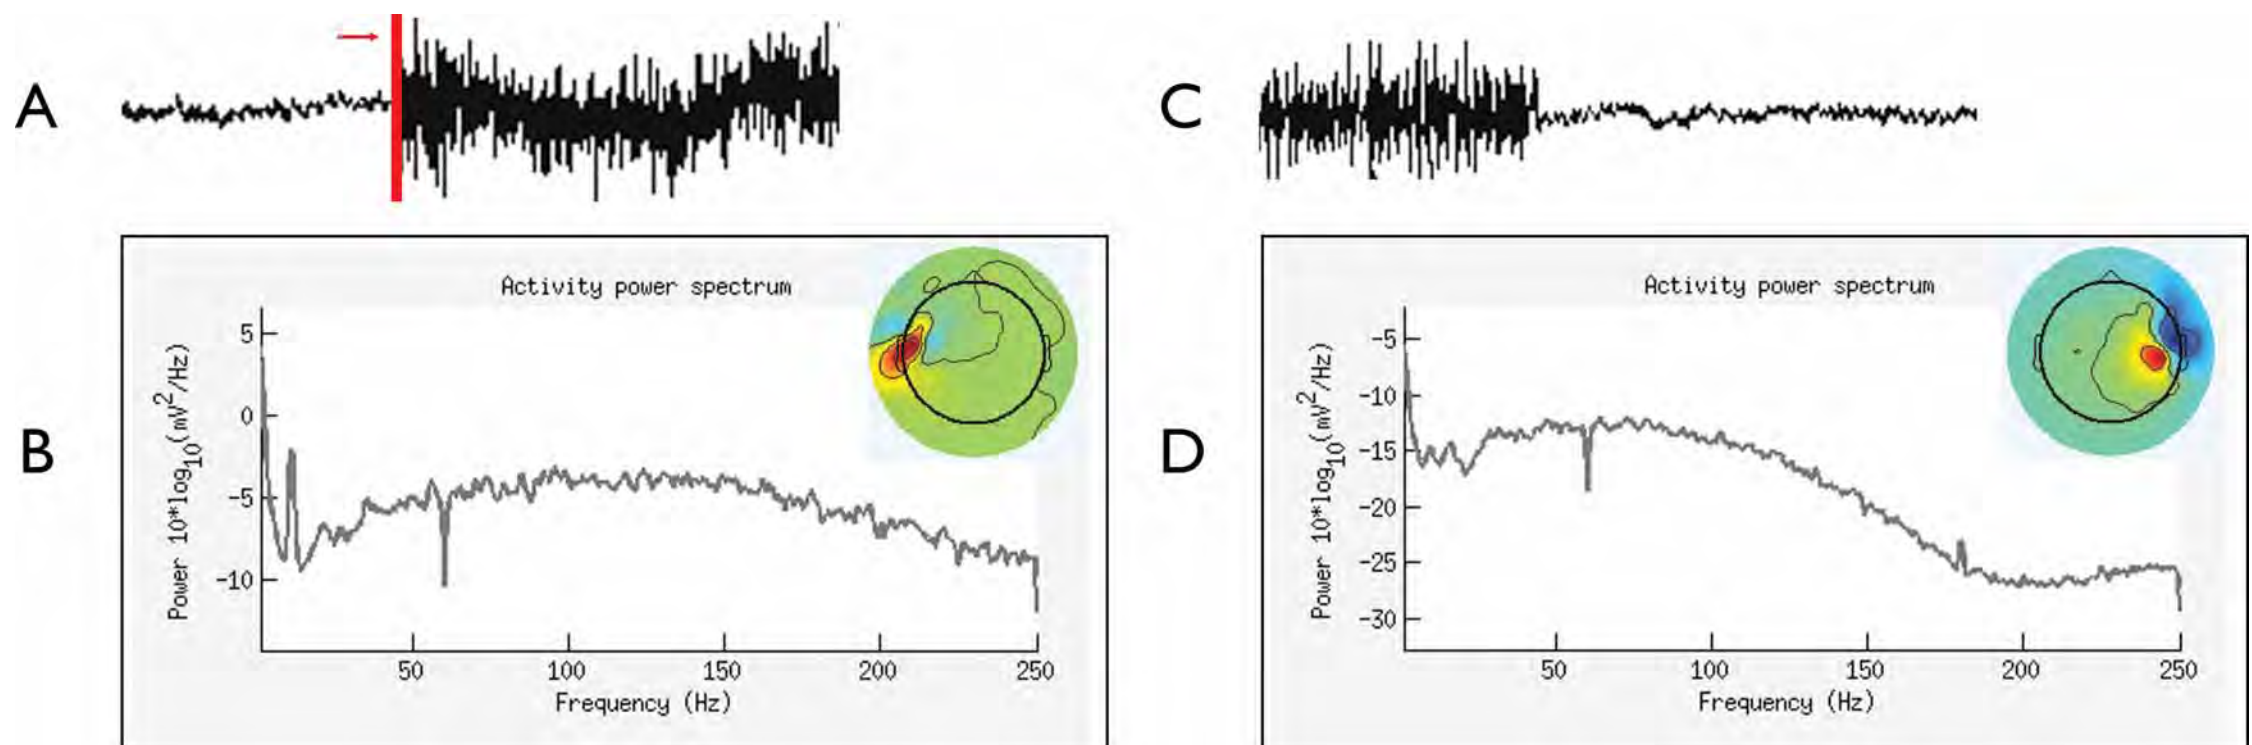 A
C
B
Activity power spectrum
Power 10*log10(mV2/Hz)
5
0
-5
-10
50 100 150 200 250
Frequency (Hz)
D
Activity power spectrum
Power 10*log10(mV2/Hz)
-5
-10
-15
-20
-25
-30
50 100 150 200 250
Frequency (Hz)